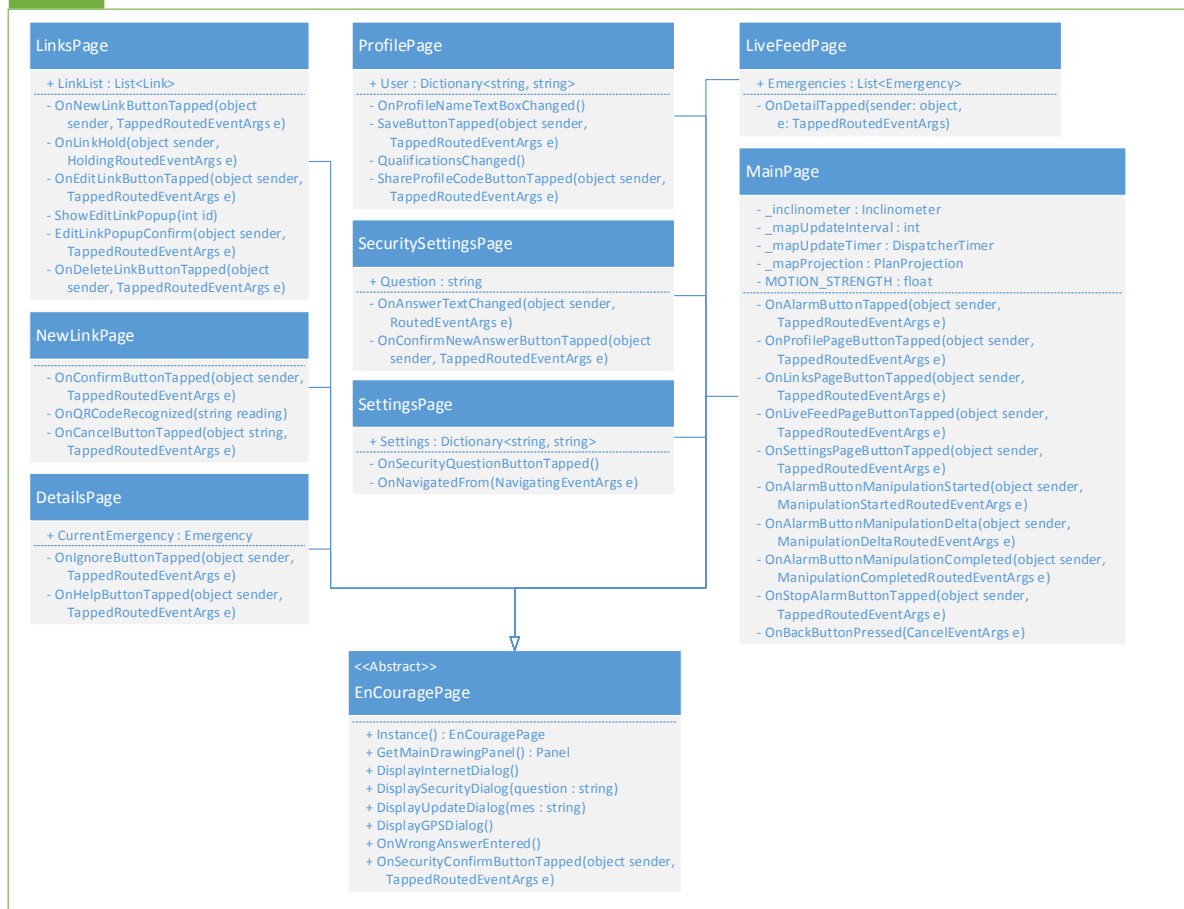 LinksPage
+ LinkList : List<Link>
- OnNewLinkButtonTapped(object
sender, TappedRoutedEventArgs e)
- OnLinkHold(object sender,
HoldingRoutedEventArgs e)
- OnEditLinkButtonTapped(object sender,
TappedRoutedEventArgs e)
- ShowEditLinkPopup(int id)
- EditLinkPopupConfirm(object sender,
TappedRoutedEventArgs e)
- OnDeleteLinkButtonTapped(object
sender, TappedRoutedEventArgs e)
NewLinkPage
- OnConfirmButtonTapped(object sender,
TappedRoutedEventArgs e)
- OnQRCodeRecognized(string reading)
- OnCancelButtonTapped(object string,
TappedRoutedEventArgs e)
DetailsPage
+ CurrentEmergency : Emergency
- OnIgnoreButtonTapped(object sender,
TappedRoutedEventArgs e)
- OnHelpButtonTapped(object sender,
TappedRoutedEventArgs e)
ProfilePage
+ User : Dictionary<string, string>
- OnProfileNameTextBoxChanged()
- SaveButtonTapped(object sender,
TappedRoutedEventArgs e)
- QualificationsChanged()
- ShareProfileCodeButtonTapped(object sender,
TappedRoutedEventArgs e)
SecuritySettingsPage
+ Question : string
- OnAnswerTextChanged(object sender,
RoutedEventArgs e)
- OnConfirmNewAnswerButtonTapped(object
sender, TappedRoutedEventArgs e)
SettingsPage
+ Settings : Dictionary<string, string>
- OnSecurityQuestionButtonTapped()
- OnNavigatedFrom(NavigatingEventArgs e)
LiveFeedPage
+ Emergencies : List<Emergency>
- OnDetailTapped(sender: object,
e: TappedRoutedEventArgs)
MainPage
- _inclinometer : Inclinometer
- _mapUpdateInterval : int
- _mapUpdateTimer : DispatcherTimer
- _mapProjection : PlanProjection
- MOTION_STRENGTH : float
- OnAlarmButtonTapped(object sender,
TappedRoutedEventArgs e)
- OnProfilePageButtonTapped(object sender,
TappedRoutedEventArgs e)
- OnLinksPageButtonTapped(object sender,
TappedRoutedEventArgs e)
- OnLiveFeedPageButtonTapped(object sender,
TappedRoutedEventArgs e)
- OnSettingsPageButtonTapped(object sender,
TappedRoutedEventArgs e)
- OnAlarmButtonManipulationStarted(object sender,
ManipulationStartedRoutedEventArgs e)
- OnAlarmButtonManipulationDelta(object sender,
ManipulationDeltaRoutedEventArgs e)
- OnAlarmButtonManipulationCompleted(object sender,
ManipulationCompletedRoutedEventArgs e)
- OnStopAlarmButtonTapped(object sender,
TappedRoutedEventArgs e)
- OnBackButtonPressed(CancelEventArgs e)
<<Abstract>>
EnCouragePage
+ Instance() : EnCouragePage
+ GetMainDrawingPanel() : Panel
+ DisplayInternetDialog()
+ DisplaySecurityDialog(question : string)
+ DisplayUpdateDialog(mes : string)
+ DisplayGPSDialog()
+ OnWrongAnswerEntered()
+ OnSecurityConfirmButtonTapped(object sender,
TappedRoutedEventArgs e)